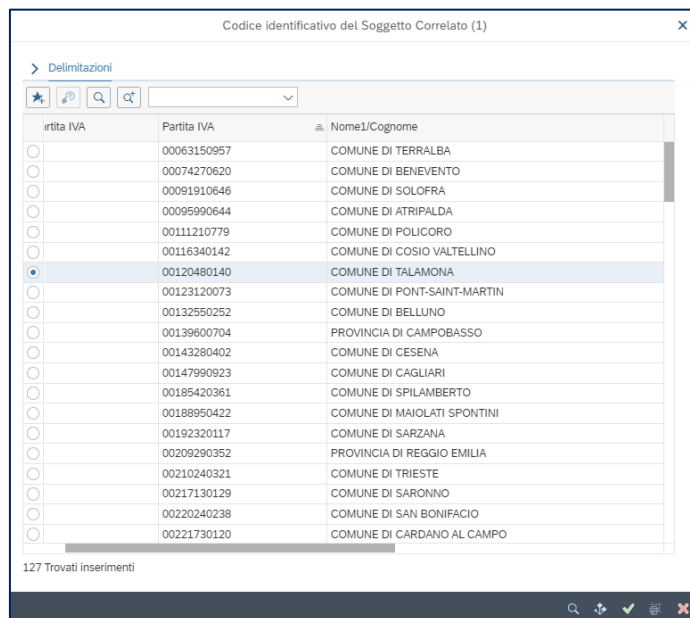 Codice identificativo del Soggetto Correlato (1)
Delimitazioni
rtita IVA Partita IVA Nome1/Cognome
00063150957 COMUNE DI TERRALBA
00074270620 COMUNE DI BENEVENTO
00091910646 COMUNE DI SOLOFRA
00095990644 COMUNE DI ATRIPALDA
00111210779 COMUNE DI POLICORO
00116340142 COMUNE DI COSIO VALTELLINO
00120480140 COMUNE DI TALAMONA
00123120073 COMUNE DI PONT-SAINT-MARTIN
00132550252 COMUNE DI BELLUNO
00139600704 PROVINCIA DI CAMPOBASSO
00143280402 COMUNE DI CESENA
00147990923 COMUNE DI CAGLIARI
00185420361 COMUNE DI SPILAMBERTO
00188950422 COMUNE DI MAIOLATI SPONTINI
00192320117 COMUNE DI SARZANA
00209290352 PROVINCIA DI REGGIO EMILIA
00210240321 COMUNE DI TRIESTE
00217130129 COMUNE DI SARONNO
00220240238 COMUNE DI SAN BONIFACIO
00221730120 COMUNE DI CARDANO AL CAMPO
127 Trovati inserimenti